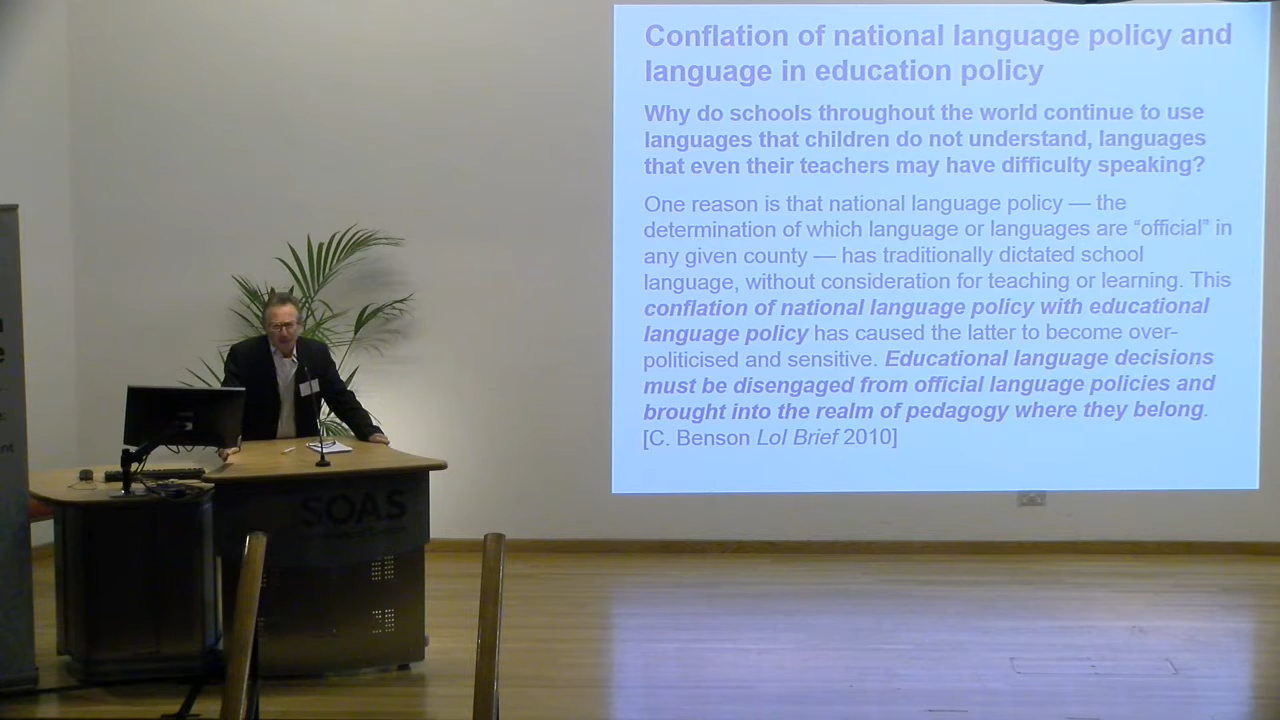 Conflation of national language policy and
language in education policy
Why do schools throughout the world continue to use
languages that children do not understand, languages
that even their teachers may have difficulty speaking?
One reason is that national language policy — the
determination of which language or languages are “official” in
any given county — has traditionally dictated school
language, without consideration for teaching or learning. This
conflation of national language policy with educational
language policy has caused the latter to become over-
politicised and sensitive. Educational language decisions
must be disengaged from official language policies and
brought into the realm of pedagogy where they belong.
[C. Benson LoI Brief 2010]
SOAS